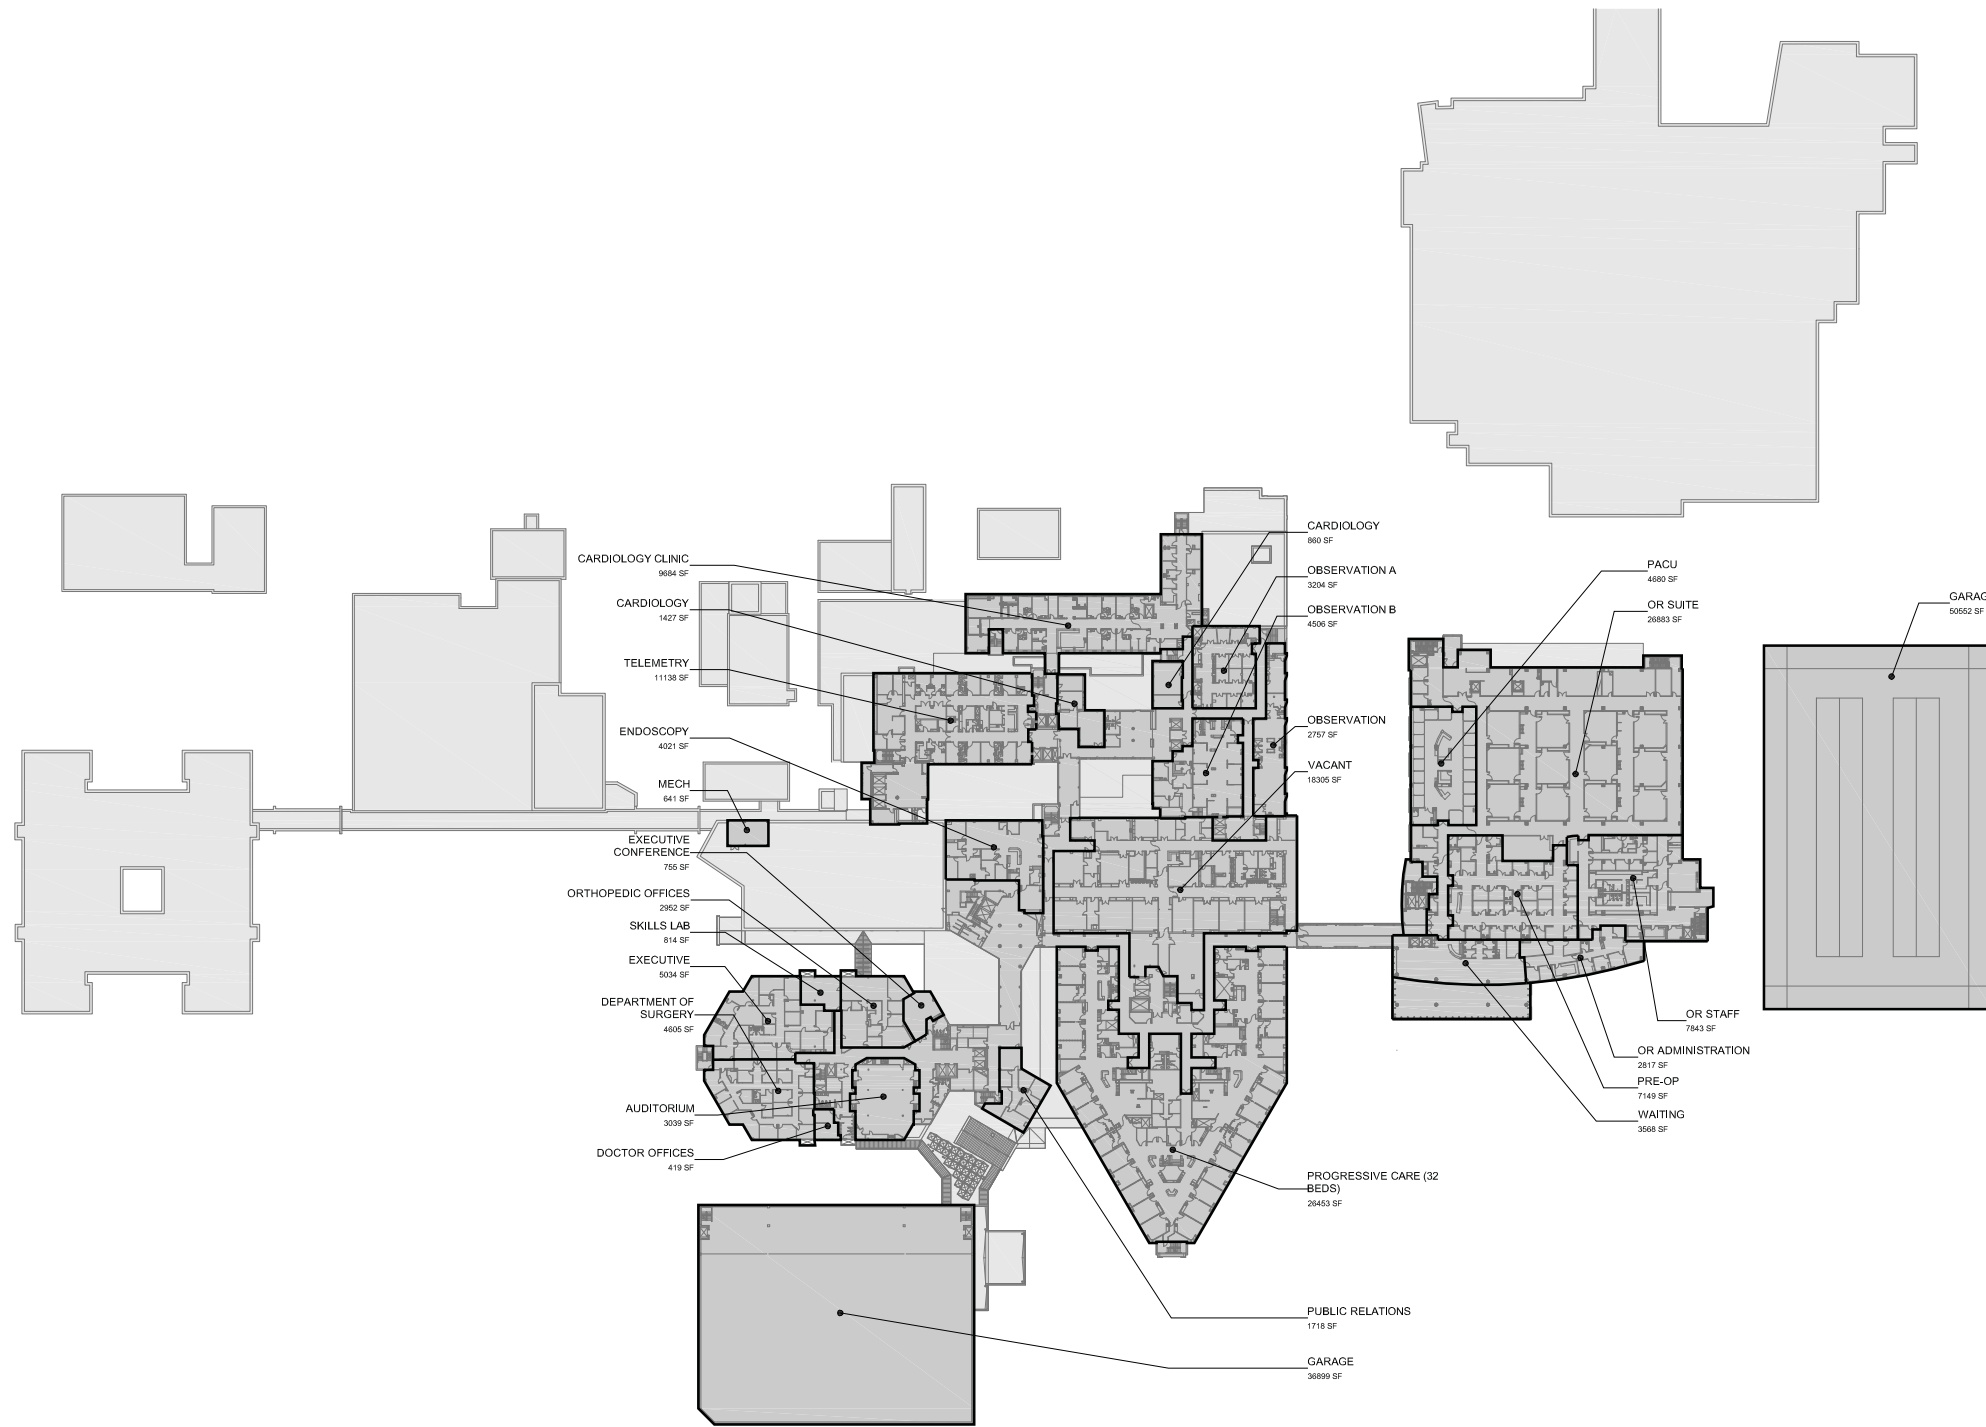 CARDIOLOGY
860 SF
CARDIOLOGY CLINIC
9684 SF
OBSERVATION A
3204 SF
PACU
4680 SF
CARDIOLOGY
1427 SF
OBSERVATION B
4506 SF
OR SUITE
26883 SF
GARAG
50552 SF
TELEMETRY
11138 SF
ENDOSCOPY
4021 SF
OBSERVATION
2757 SF
VACANT
18305 SF
MECH
641 SF
EXECUTIVE
CONFERENCE
755 SF
ORTHOPEDIC OFFICES
2952 SF
SKILLS LAB
814 SF
EXECUTIVE
5034 SF
DEPARTMENT OF
SURGERY
4605 SF
OR STAFF
7843 SF
OR ADMINISTRATION
2817 SF
PRE-OP
7149 SF
AUDITORIUM
3039 SF
WAITING
3568 SF
DOCTOR OFFICES
419 SF
PROGRESSIVE CARE (32
BEDS)
26453 SF
PUBLIC RELATIONS
1718 SF
GARAGE
36899 SF